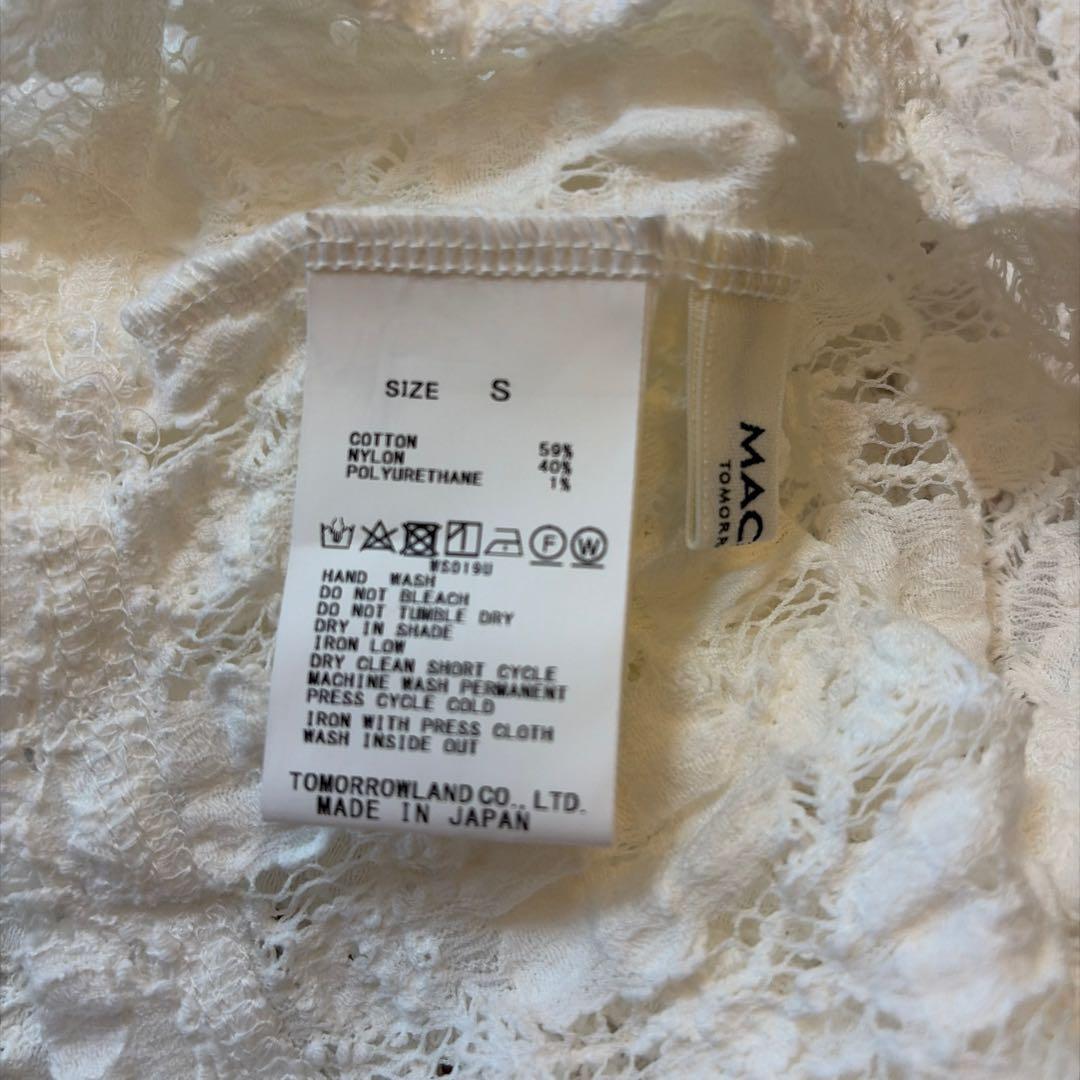 SIZE S
COTTON 59%
NYLON 40%
POLYURETHANE 1%
F W
WS019U
HAND WASH
DO NOT BLEACH
DO NOT TUMBLE DRY
DRY IN SHADE
IRON LOW
DRY CLEAN SHORT CYCLE
MACHINE WASH PERMANENT
PRESS CYCLE COLD
IRON WITH PRESS CLOTH
WASH INSIDE OUT
TOMORROWLAND CO., LTD.
MADE IN JAPAN
MAC
TOMORR